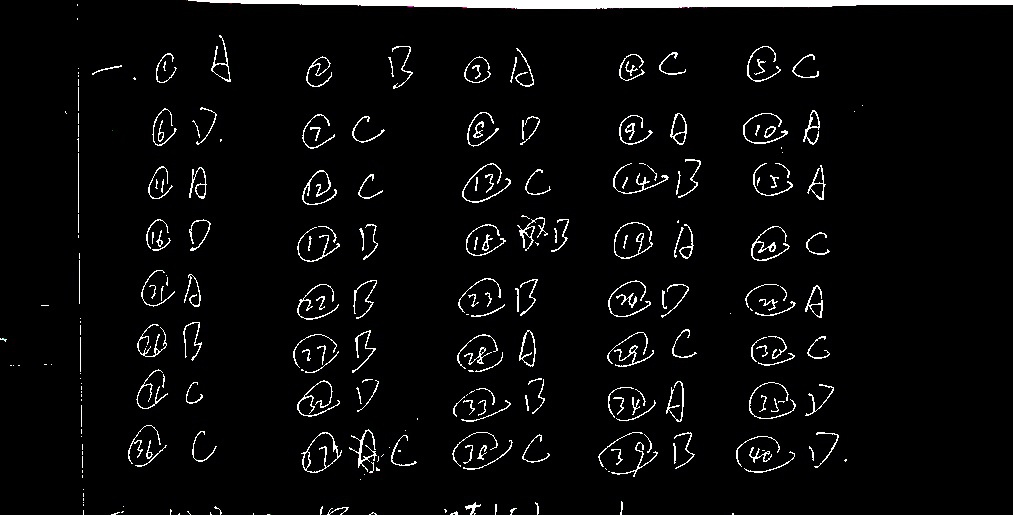 一. ① A ② B ③ A ④ C ⑤ C
⑥ D. ⑦ C ⑧ D ⑨ A ⑩ A
⑪ A ⑫ C ⑬ C ⑭ B ⑮ A
⑯ D ⑰ B ⑱ B ⑲ A ⑳ C
㉑ A ㉒ B ㉓ B ㉔ D ㉕ A
㉖ B ㉗ B ㉘ A ㉙ C ㉚ C
㉛ C ㉜ D ㉝ B ㉞ A ㉟ D
㊱ C ㊲ C ㊳ C ㊴ B ㊵ D.